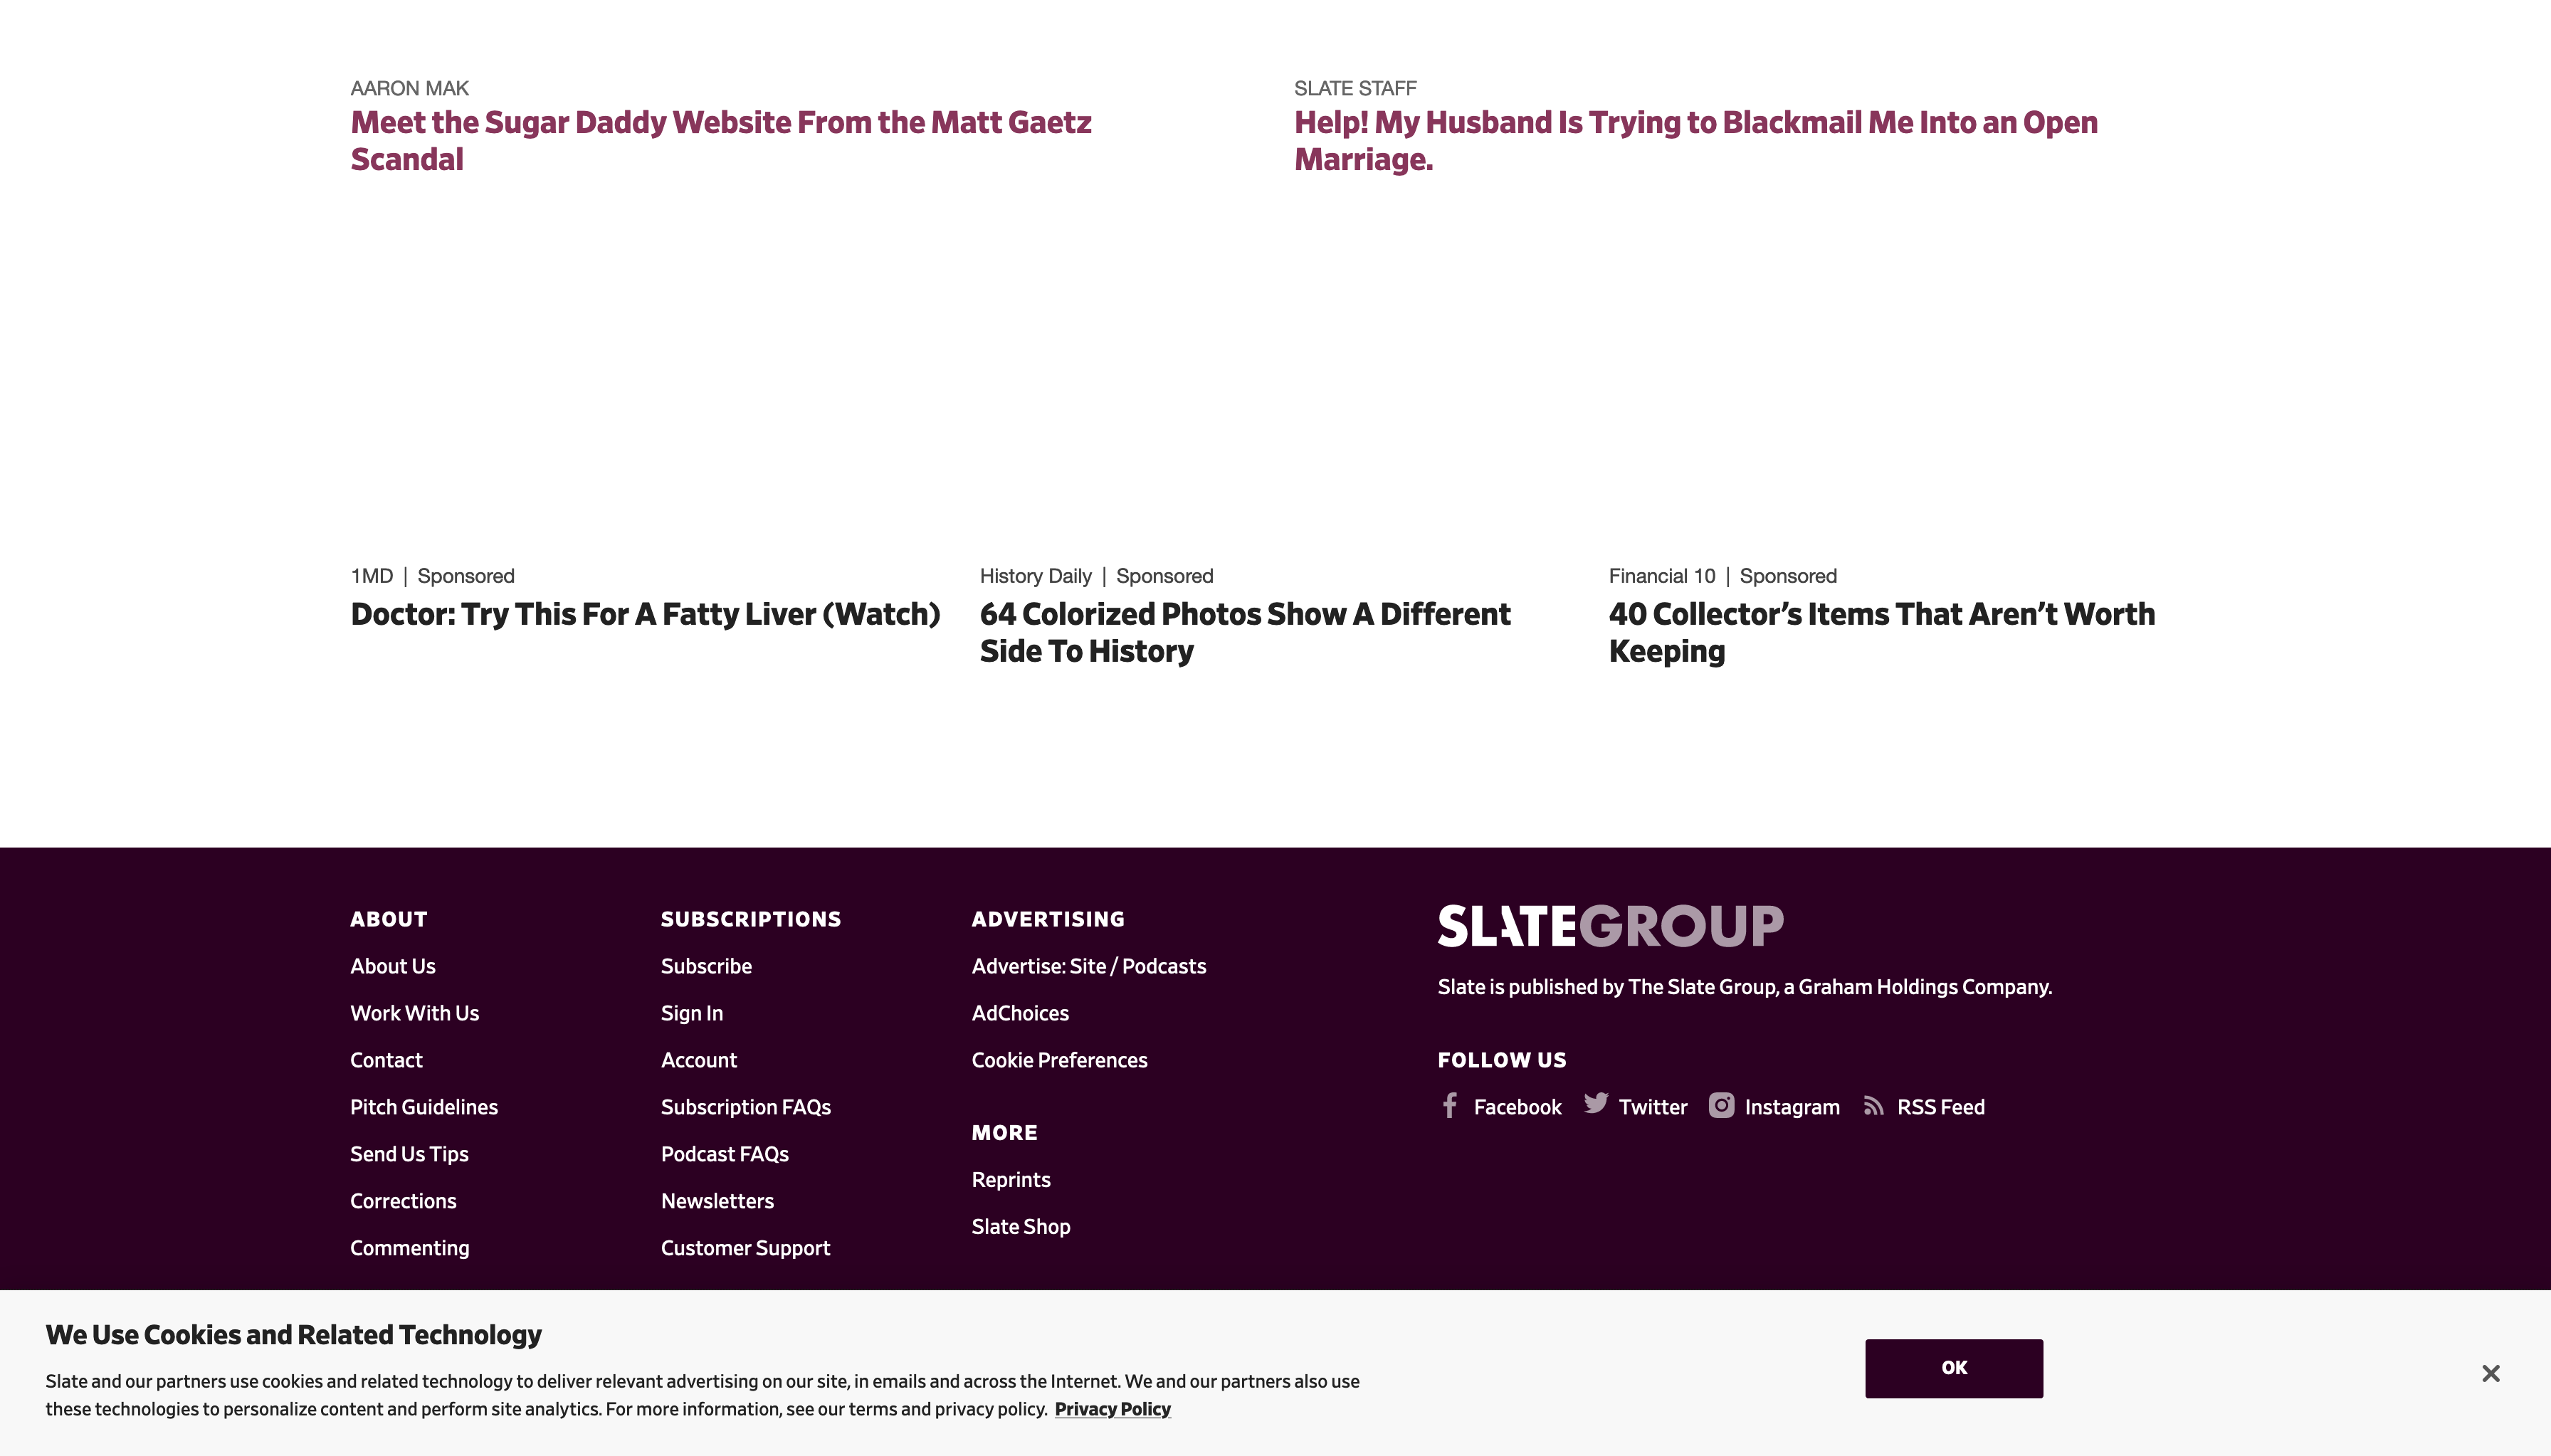 AARON MAK
Meet the Sugar Daddy Website From the Matt Gaetz
Scandal
SLATE STAFF
Help! My Husband Is Trying to Blackmail Me Into an Open
Marriage.
1MD | Sponsored
Doctor: Try This For A Fatty Liver (Watch)
History Daily | Sponsored
64 Colorized Photos Show A Different
Side To History
Financial 10 | Sponsored
40 Collector’s Items That Aren’t Worth
Keeping
ABOUT
About Us
Work With Us
Contact
Pitch Guidelines
Send Us Tips
Corrections
Commenting
SUBSCRIPTIONS
Subscribe
Sign In
Account
Subscription FAQs
Podcast FAQs
Newsletters
Customer Support
ADVERTISING
Advertise: Site / Podcasts
AdChoices
Cookie Preferences
MORE
Reprints
Slate Shop
SLATEGROUP
Slate is published by The Slate Group, a Graham Holdings Company.
FOLLOW US
Facebook Twitter Instagram RSS Feed
We Use Cookies and Related Technology
Slate and our partners use cookies and related technology to deliver relevant advertising on our site, in emails and across the Internet. We and our partners also use
these technologies to personalize content and perform site analytics. For more information, see our terms and privacy policy. Privacy Policy
OK